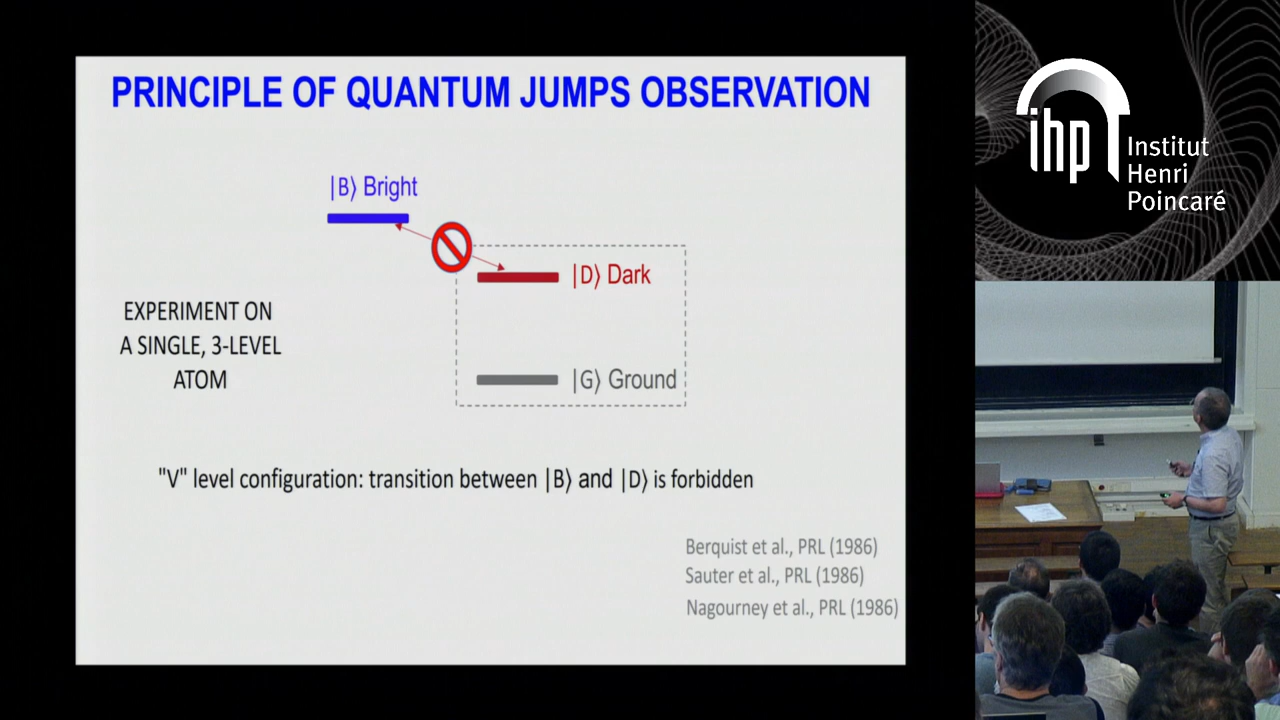 PRINCIPLE OF QUANTUM JUMPS OBSERVATION
|B⟩ Bright
|D⟩ Dark
EXPERIMENT ON
A SINGLE, 3-LEVEL
ATOM
|G⟩ Ground
"V" level configuration: transition between |B⟩ and |D⟩ is forbidden
Berquist et al., PRL (1986)
Sauter et al., PRL (1986)
Nagourney et al., PRL (1986)
ihp
Institut
Henri
Poincaré